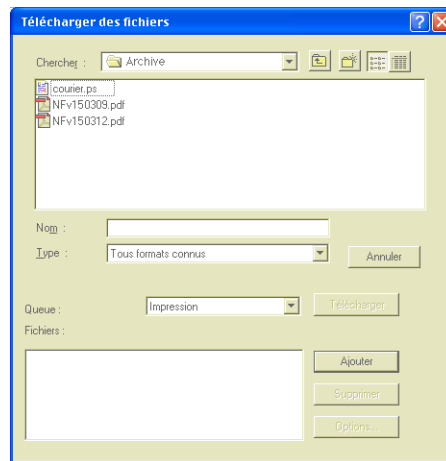 Télécharger des fichiers
Chercher : Archive
courier.ps
NFv150309.pdf
NFv150312.pdf
Nom :
Type : Tous formats connus
Annuler
Queue : Impression
Télécharger
Fichiers :
Ajouter
Supprimer
Options...